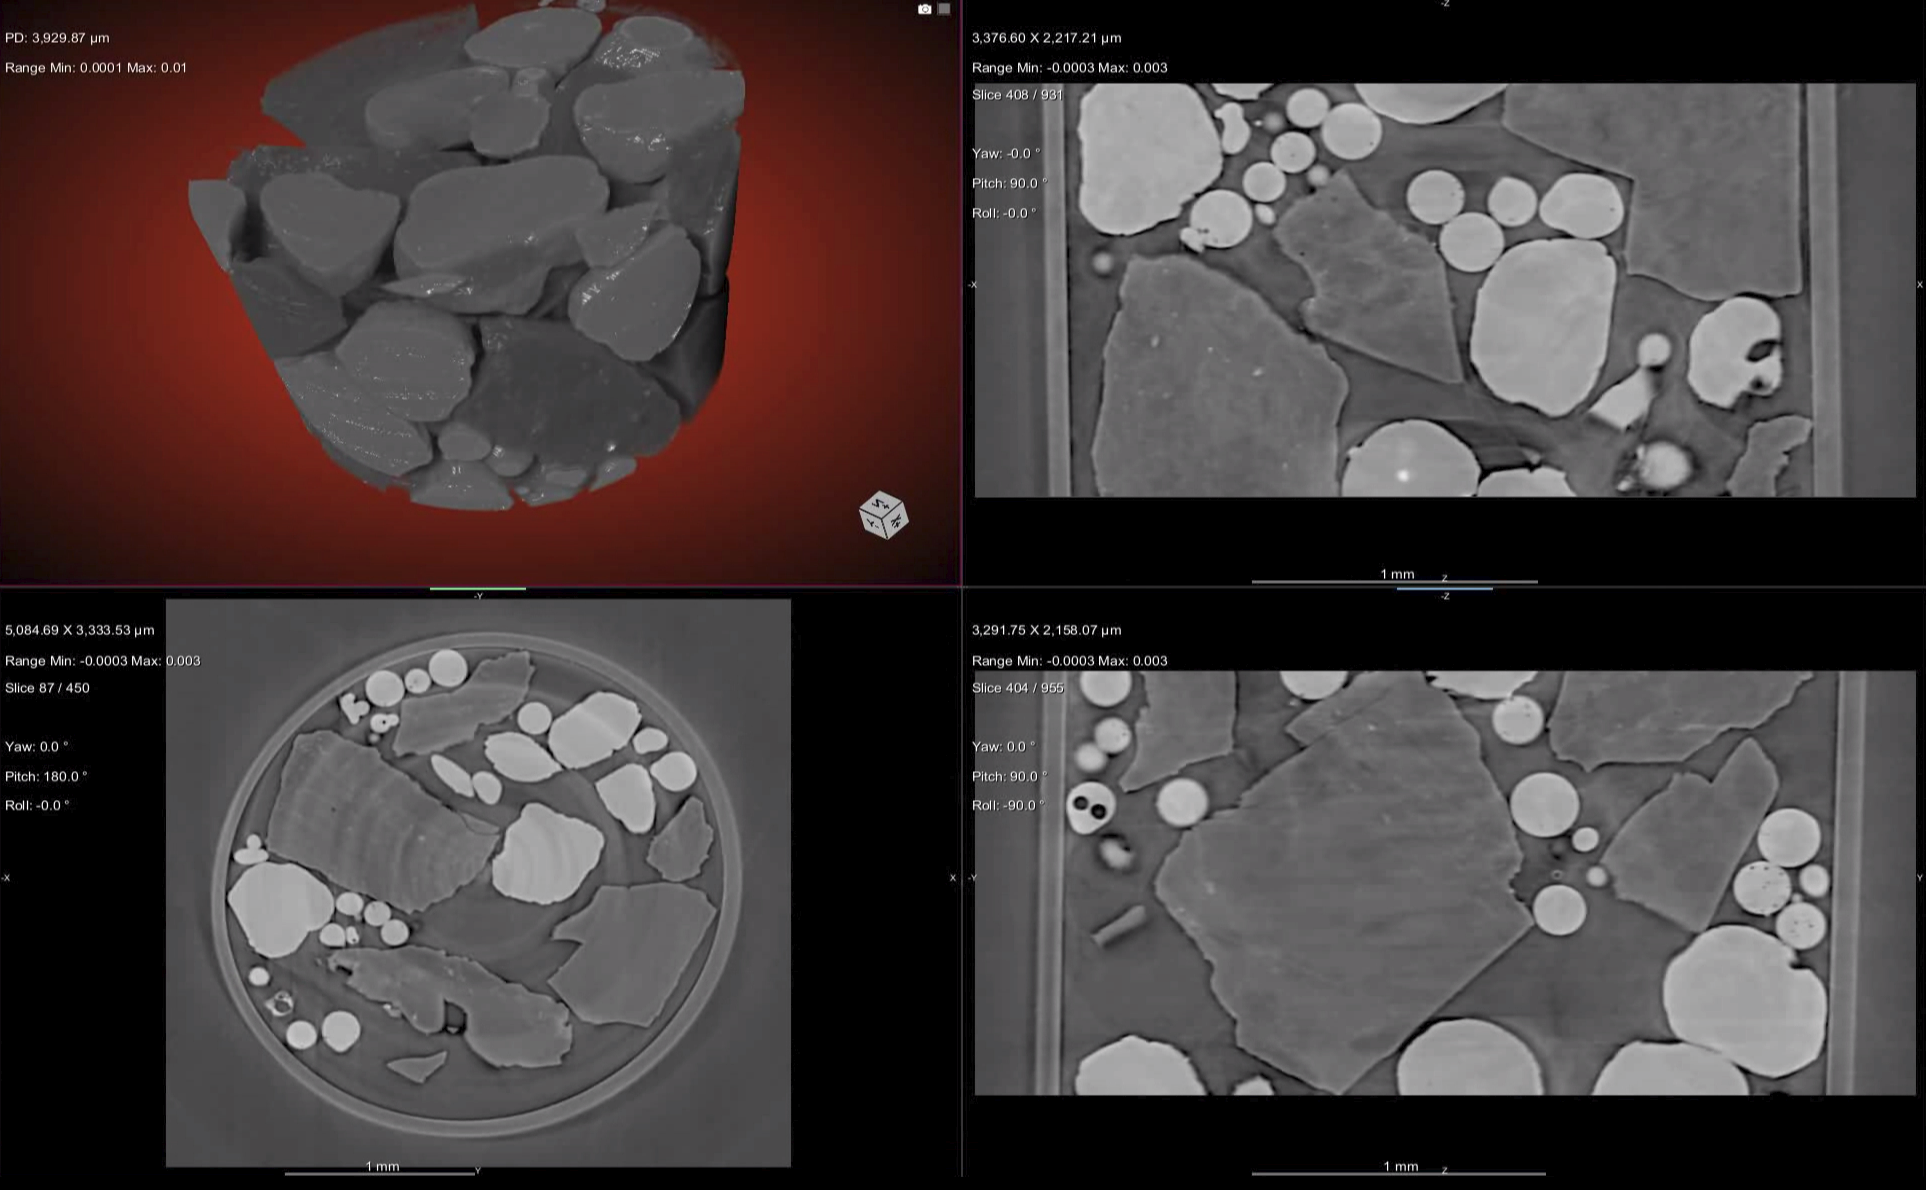 PD: 3,929.87 µm
Range Min: 0.0001 Max: 0.01
-Z
3,376.60 X 2,217.21 µm
Range Min: -0.0003 Max: 0.003
Slice 408 / 931
Yaw: -0.0 °
Pitch: 90.0 °
Roll: -0.0 °
-X
X
1 mm
Z
-Y
5,084.69 X 3,333.53 µm
Range Min: -0.0003 Max: 0.003
Slice 87 / 450
Yaw: 0.0 °
Pitch: 180.0 °
Roll: -0.0 °
-X
X
1 mm
Y
-Z
3,291.75 X 2,158.07 µm
Range Min: -0.0003 Max: 0.003
Slice 404 / 955
Yaw: 0.0 °
Pitch: 90.0 °
Roll: -90.0 °
-Y
Y
1 mm
Z